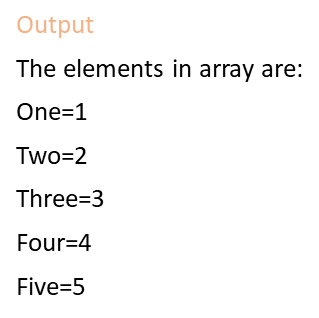 Output
The elements in array are:
One=1
Two=2
Three=3
Four=4
Five=5